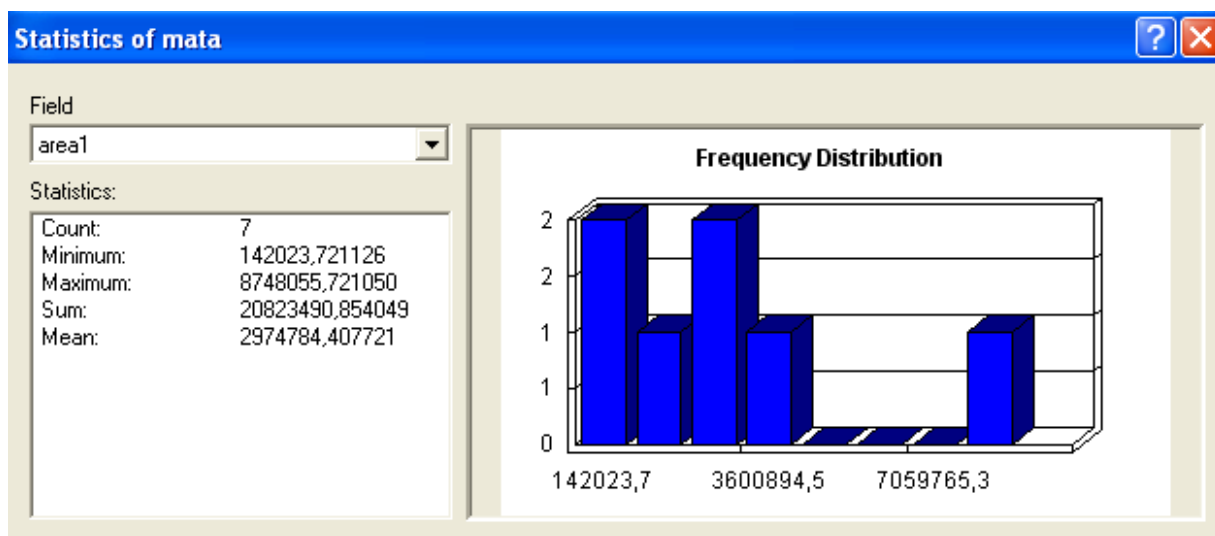 Statistics of mata
Field
area1
Statistics:
Count: 7
Minimum: 142023,721126
Maximum: 8748055,721050
Sum: 20823490,854049
Mean: 2974784,407721
Frequency Distribution
2
2
1
1
0
142023,7 3600894,5 7059765,3